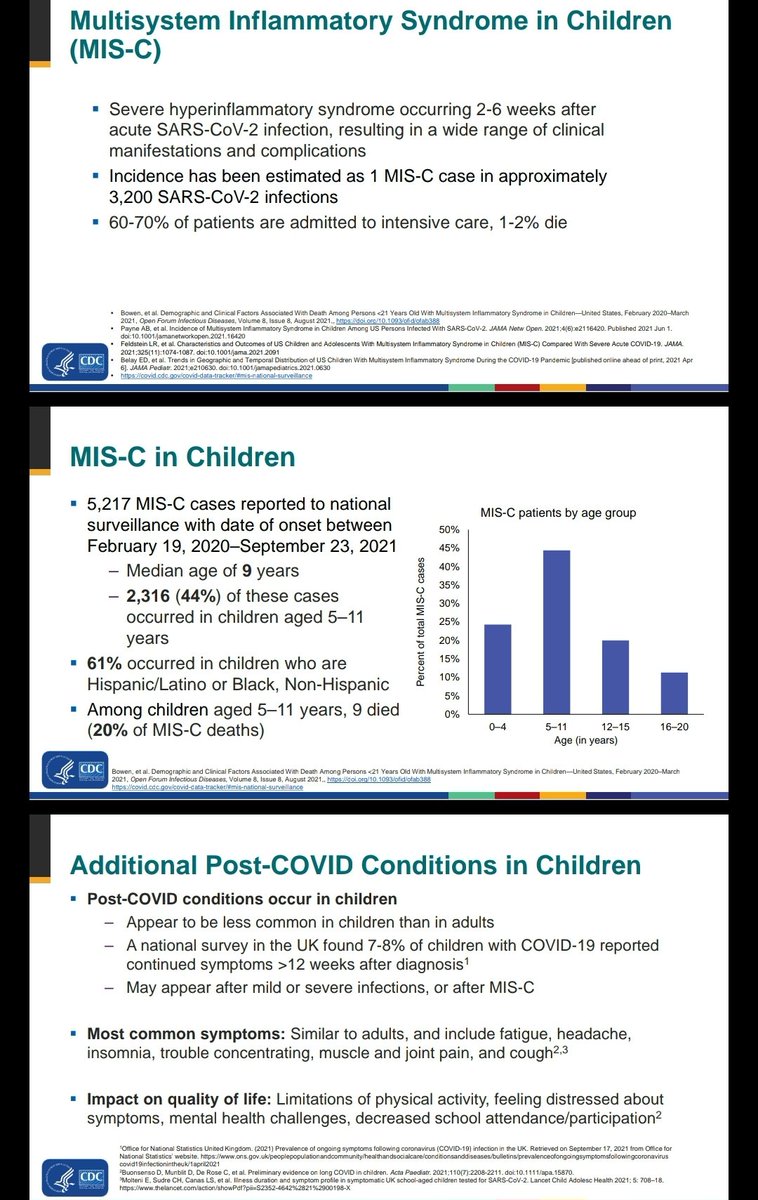 Multisystem Inflammatory Syndrome in Children
(MIS-C)
▪ Severe hyperinflammatory syndrome occurring 2-6 weeks after
acute SARS-CoV-2 infection, resulting in a wide range of clinical
manifestations and complications
▪ Incidence has been estimated as 1 MIS-C case in approximately
3,200 SARS-CoV-2 infections
▪ 60-70% of patients are admitted to intensive care, 1-2% die
• Bowen, et al. Demographic and Clinical Factors Associated With Death Among Persons <21 Years Old With Multisystem Inflammatory Syndrome in Children—United States, February 2020–March
2021, Open Forum Infectious Diseases, Volume 8, Issue 8, August 2021,, https://doi.org/10.1093/ofid/ofab388
• Payne AB, et al. Incidence of Multisystem Inflammatory Syndrome in Children Among US Persons Infected With SARS-CoV-2. JAMA Netw Open. 2021;4(6):e2116420. Published 2021 Jun 1.
doi:10.1001/jamanetworkopen.2021.16420
• Feldstein LR, et al. Characteristics and Outcomes of US Children and Adolescents With Multisystem Inflammatory Syndrome in Children (MIS-C) Compared With Severe Acute COVID-19. JAMA.
2021;325(11):1074-1087. doi:10.1001/jama.2021.2091
• Belay ED, et al. Trends in Geographic and Temporal Distribution of US Children With Multisystem Inflammatory Syndrome During the COVID-19 Pandemic [published online ahead of print, 2021 Apr
6]. JAMA Pediatr. 2021;e210630. doi:10.1001/jamapediatrics.2021.0630
• https://covid.cdc.gov/covid-data-tracker/#mis-national-surveillance
CDC
MIS-C in Children
▪ 5,217 MIS-C cases reported to national
surveillance with date of onset between
February 19, 2020–September 23, 2021
– Median age of 9 years
– 2,316 (44%) of these cases
occurred in children aged 5–11
years
▪ 61% occurred in children who are
Hispanic/Latino or Black, Non-Hispanic
▪ Among children aged 5–11 years, 9 died
(20% of MIS-C deaths)
MIS-C patients by age group
Percent of total MIS-C cases
50%
45%
40%
35%
30%
25%
20%
15%
10%
5%
0%
0–4 5–11 12–15 16–20
Age (in years)
CDC
Bowen, et al. Demographic and Clinical Factors Associated With Death Among Persons <21 Years Old With Multisystem Inflammatory Syndrome in Children—United States, February 2020–March
2021, Open Forum Infectious Diseases, Volume 8, Issue 8, August 2021,, https://doi.org/10.1093/ofid/ofab388
https://covid.cdc.gov/covid-data-tracker/#mis-national-surveillance
Additional Post-COVID Conditions in Children
▪ Post-COVID conditions occur in children
– Appear to be less common in children than in adults
– A national survey in the UK found 7-8% of children with COVID-19 reported
continued symptoms >12 weeks after diagnosis1
– May appear after mild or severe infections, or after MIS-C
▪ Most common symptoms: Similar to adults, and include fatigue, headache,
insomnia, trouble concentrating, muscle and joint pain, and cough2,3
▪ Impact on quality of life: Limitations of physical activity, feeling distressed about
symptoms, mental health challenges, decreased school attendance/participation2
1Office for National Statistics United Kingdom. (2021) Prevalence of ongoing symptoms following coronavirus (COVID-19) infection in the UK. Retrieved on September 17, 2021 from Office for
National Statistics' website. https://www.ons.gov.uk/peoplepopulationandcommunity/healthandsocialcare/conditionsanddiseases/bulletins/prevalenceofongoingsymptomsfollowingcoronavirus
covid19infectionintheuk/1april2021
2Buonsenso D, Munblit D, De Rose C, et al. Preliminary evidence on long COVID in children. Acta Paediatr. 2021;110(7):2208-2211. doi:10.1111/apa.15870.
3Molteni E, Sudre CH, Canas LS, et al. Illness duration and symptom profile in symptomatic UK school-aged children tested for SARS-CoV-2. Lancet Child Adolesc Health 2021; 5: 708–18.
https://www.thelancet.com/action/showPdf?pii=S2352-4642%2821%2900198-X
CDC